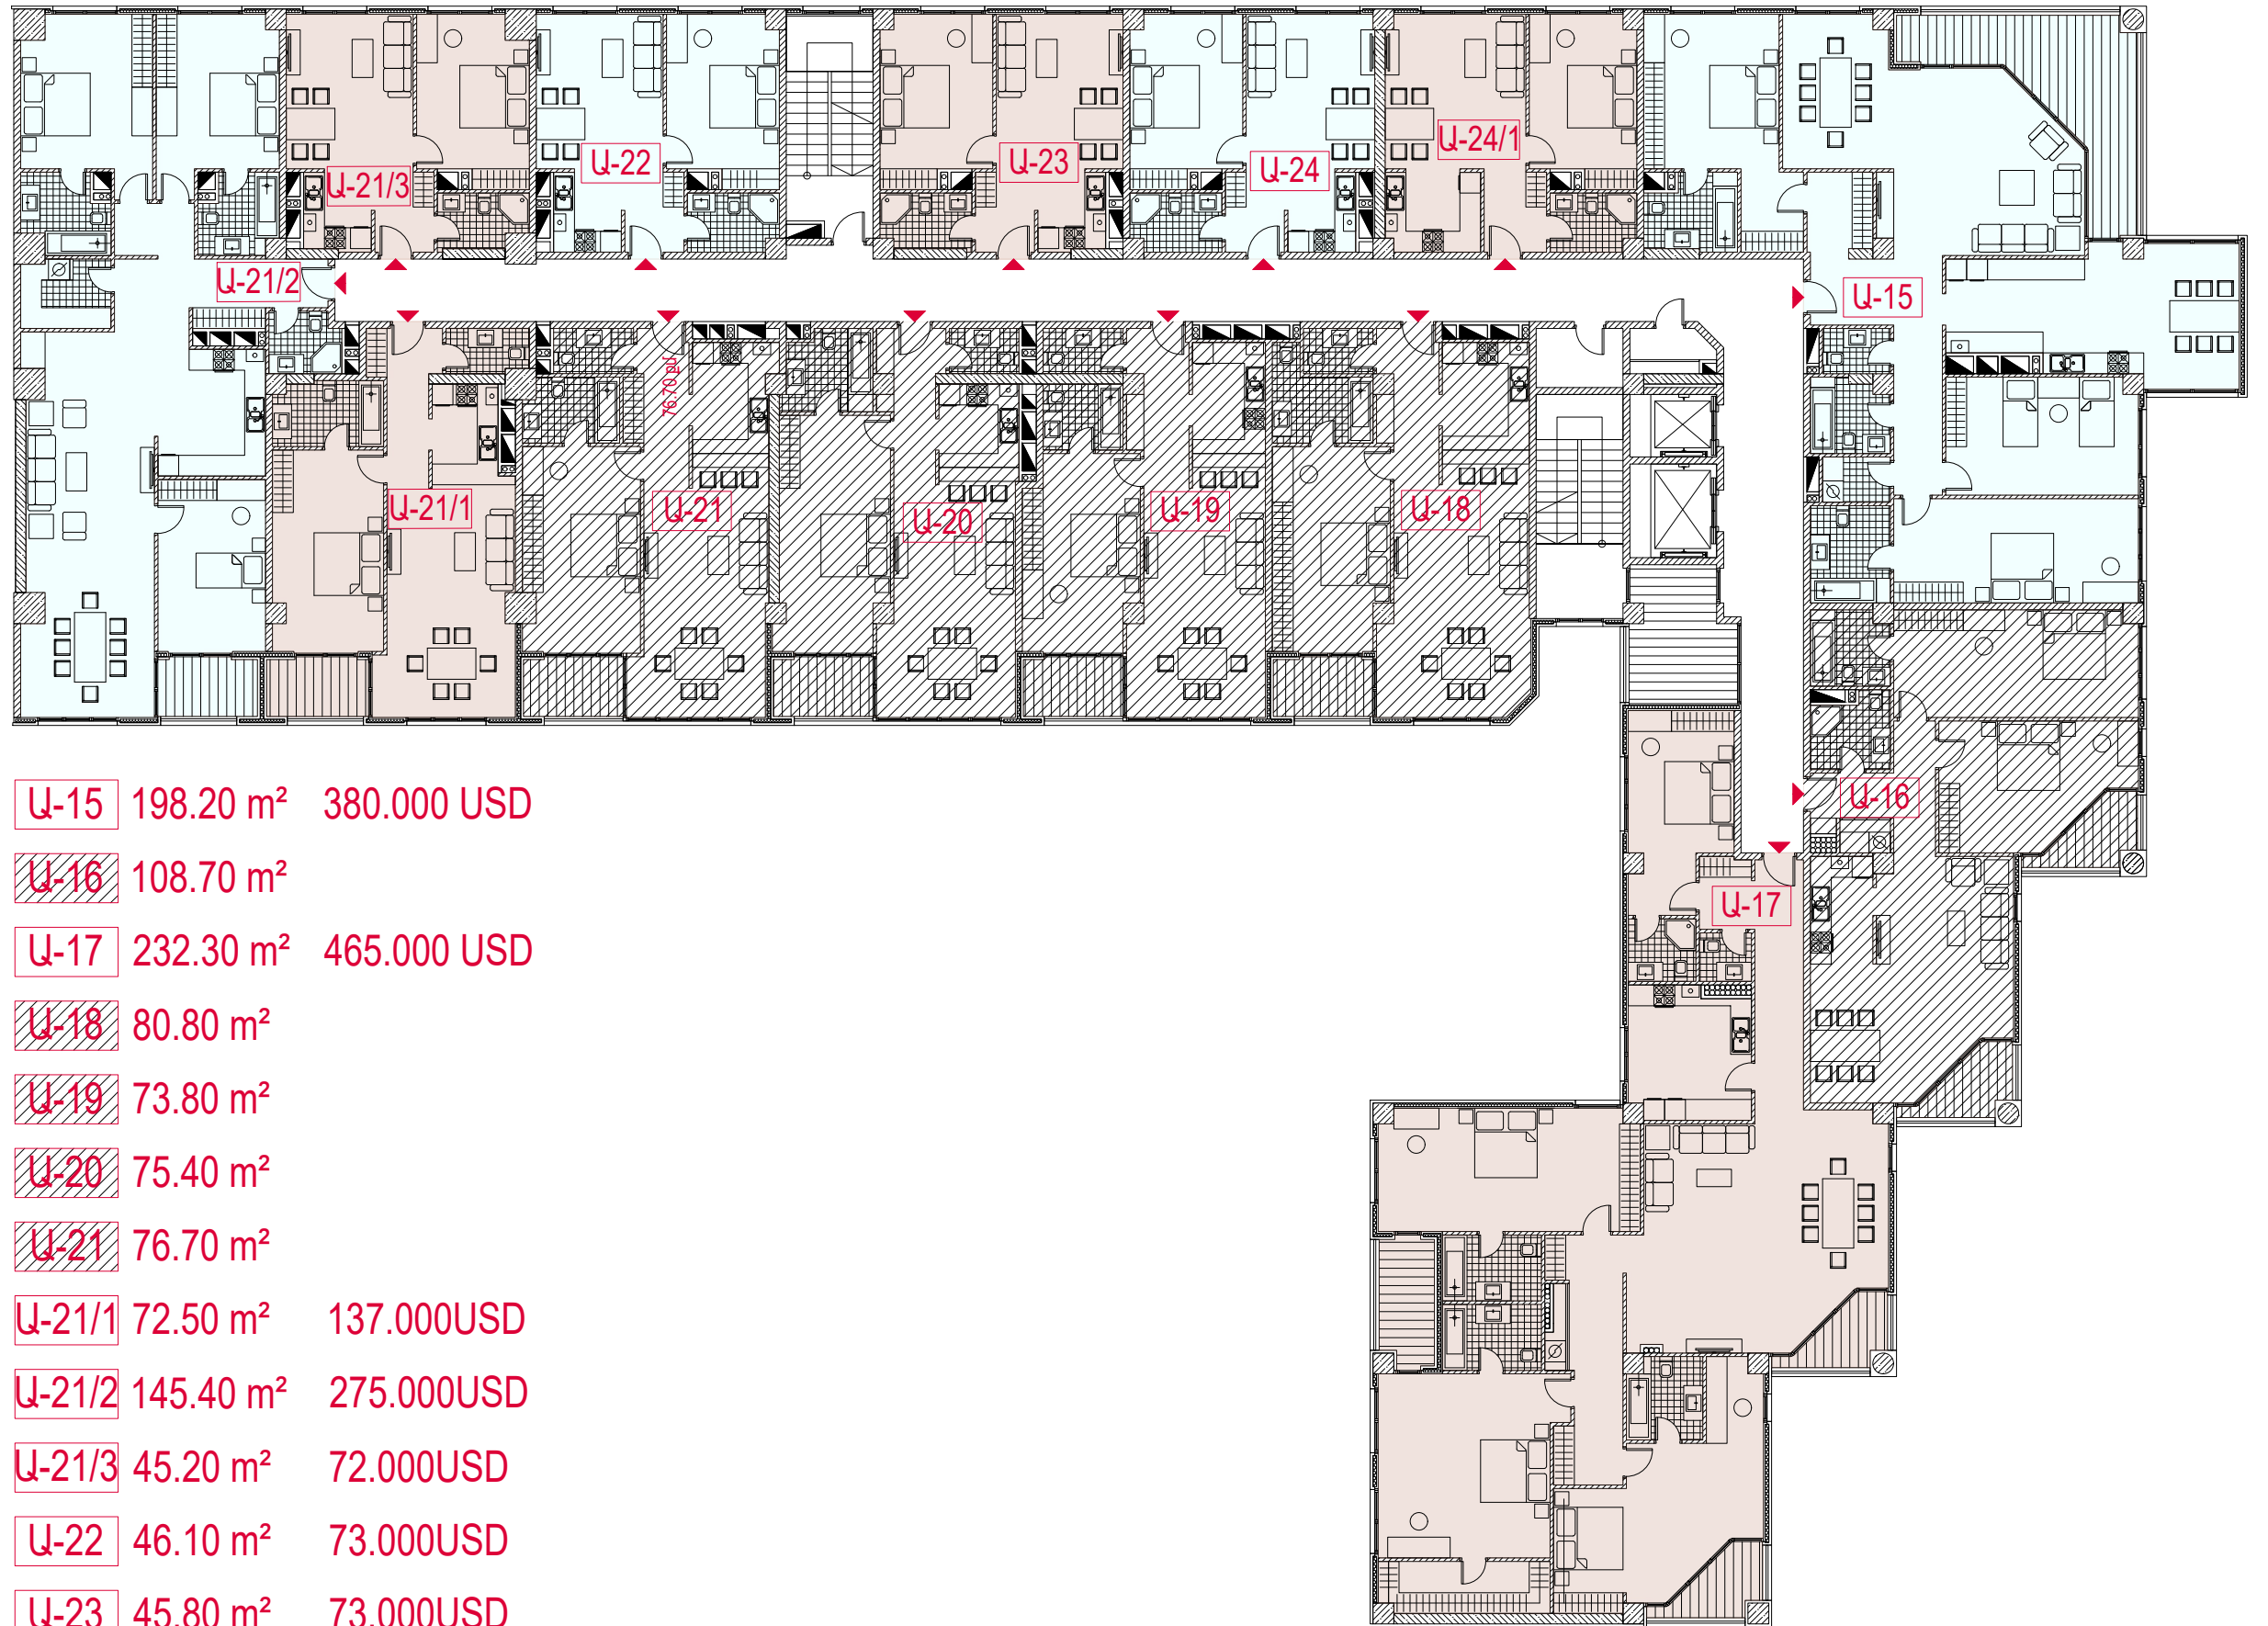 Ա-22
Ա-23
Ա-24/1
Ա-24
Ա-21/3
Ա-21/2
Ա-15
76.70 քմ
Ա-21/1
Ա-21
Ա-20
Ա-19
Ա-18
Ա-16
Ա-17
Ա-15 198.20 m² 380.000 USD
Ա-16 108.70 m²
Ա-17 232.30 m² 465.000 USD
Ա-18 80.80 m²
Ա-19 73.80 m²
Ա-20 75.40 m²
Ա-21 76.70 m²
Ա-21/1 72.50 m² 137.000USD
Ա-21/2 145.40 m² 275.000USD
Ա-21/3 45.20 m² 72.000USD
Ա-22 46.10 m² 73.000USD
Ա-23 45.80 m² 73.000USD